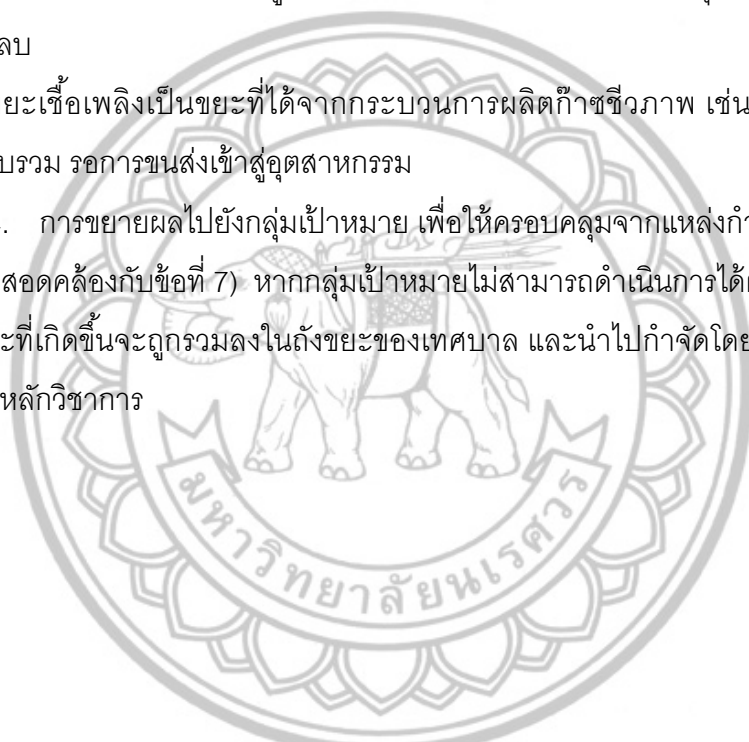 ลบ
ยะเชื้อเพลิงเป็นขยะที่ได้จากกระบวนการผลิตก๊าซชีวภาพ เช่น
บรวม รอการขนส่งเข้าสู่อุตสาหกรรม
. การขยายผลไปยังกลุ่มเป้าหมาย เพื่อให้ครอบคลุมจากแหล่งกำ
สอดคล้องกับข้อที่ 7) หากกลุ่มเป้าหมายไม่สามารถดำเนินการได้
ะที่เกิดขึ้นจะถูกรวมลงในถังขยะของเทศบาล และนำไปกำจัดโดย
หลักวิชาการ
มหาวิทยาลัยนเรศวร